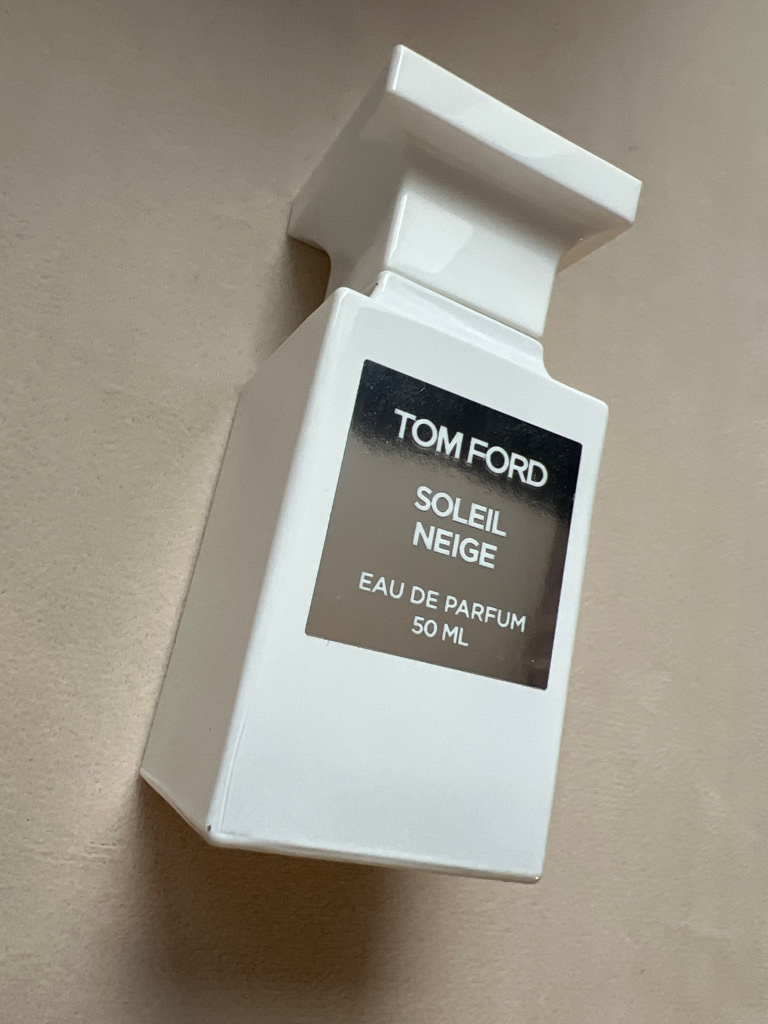 TOM FORD
SOLEIL
NEIGE
EAU DE PARFUM
50 ML